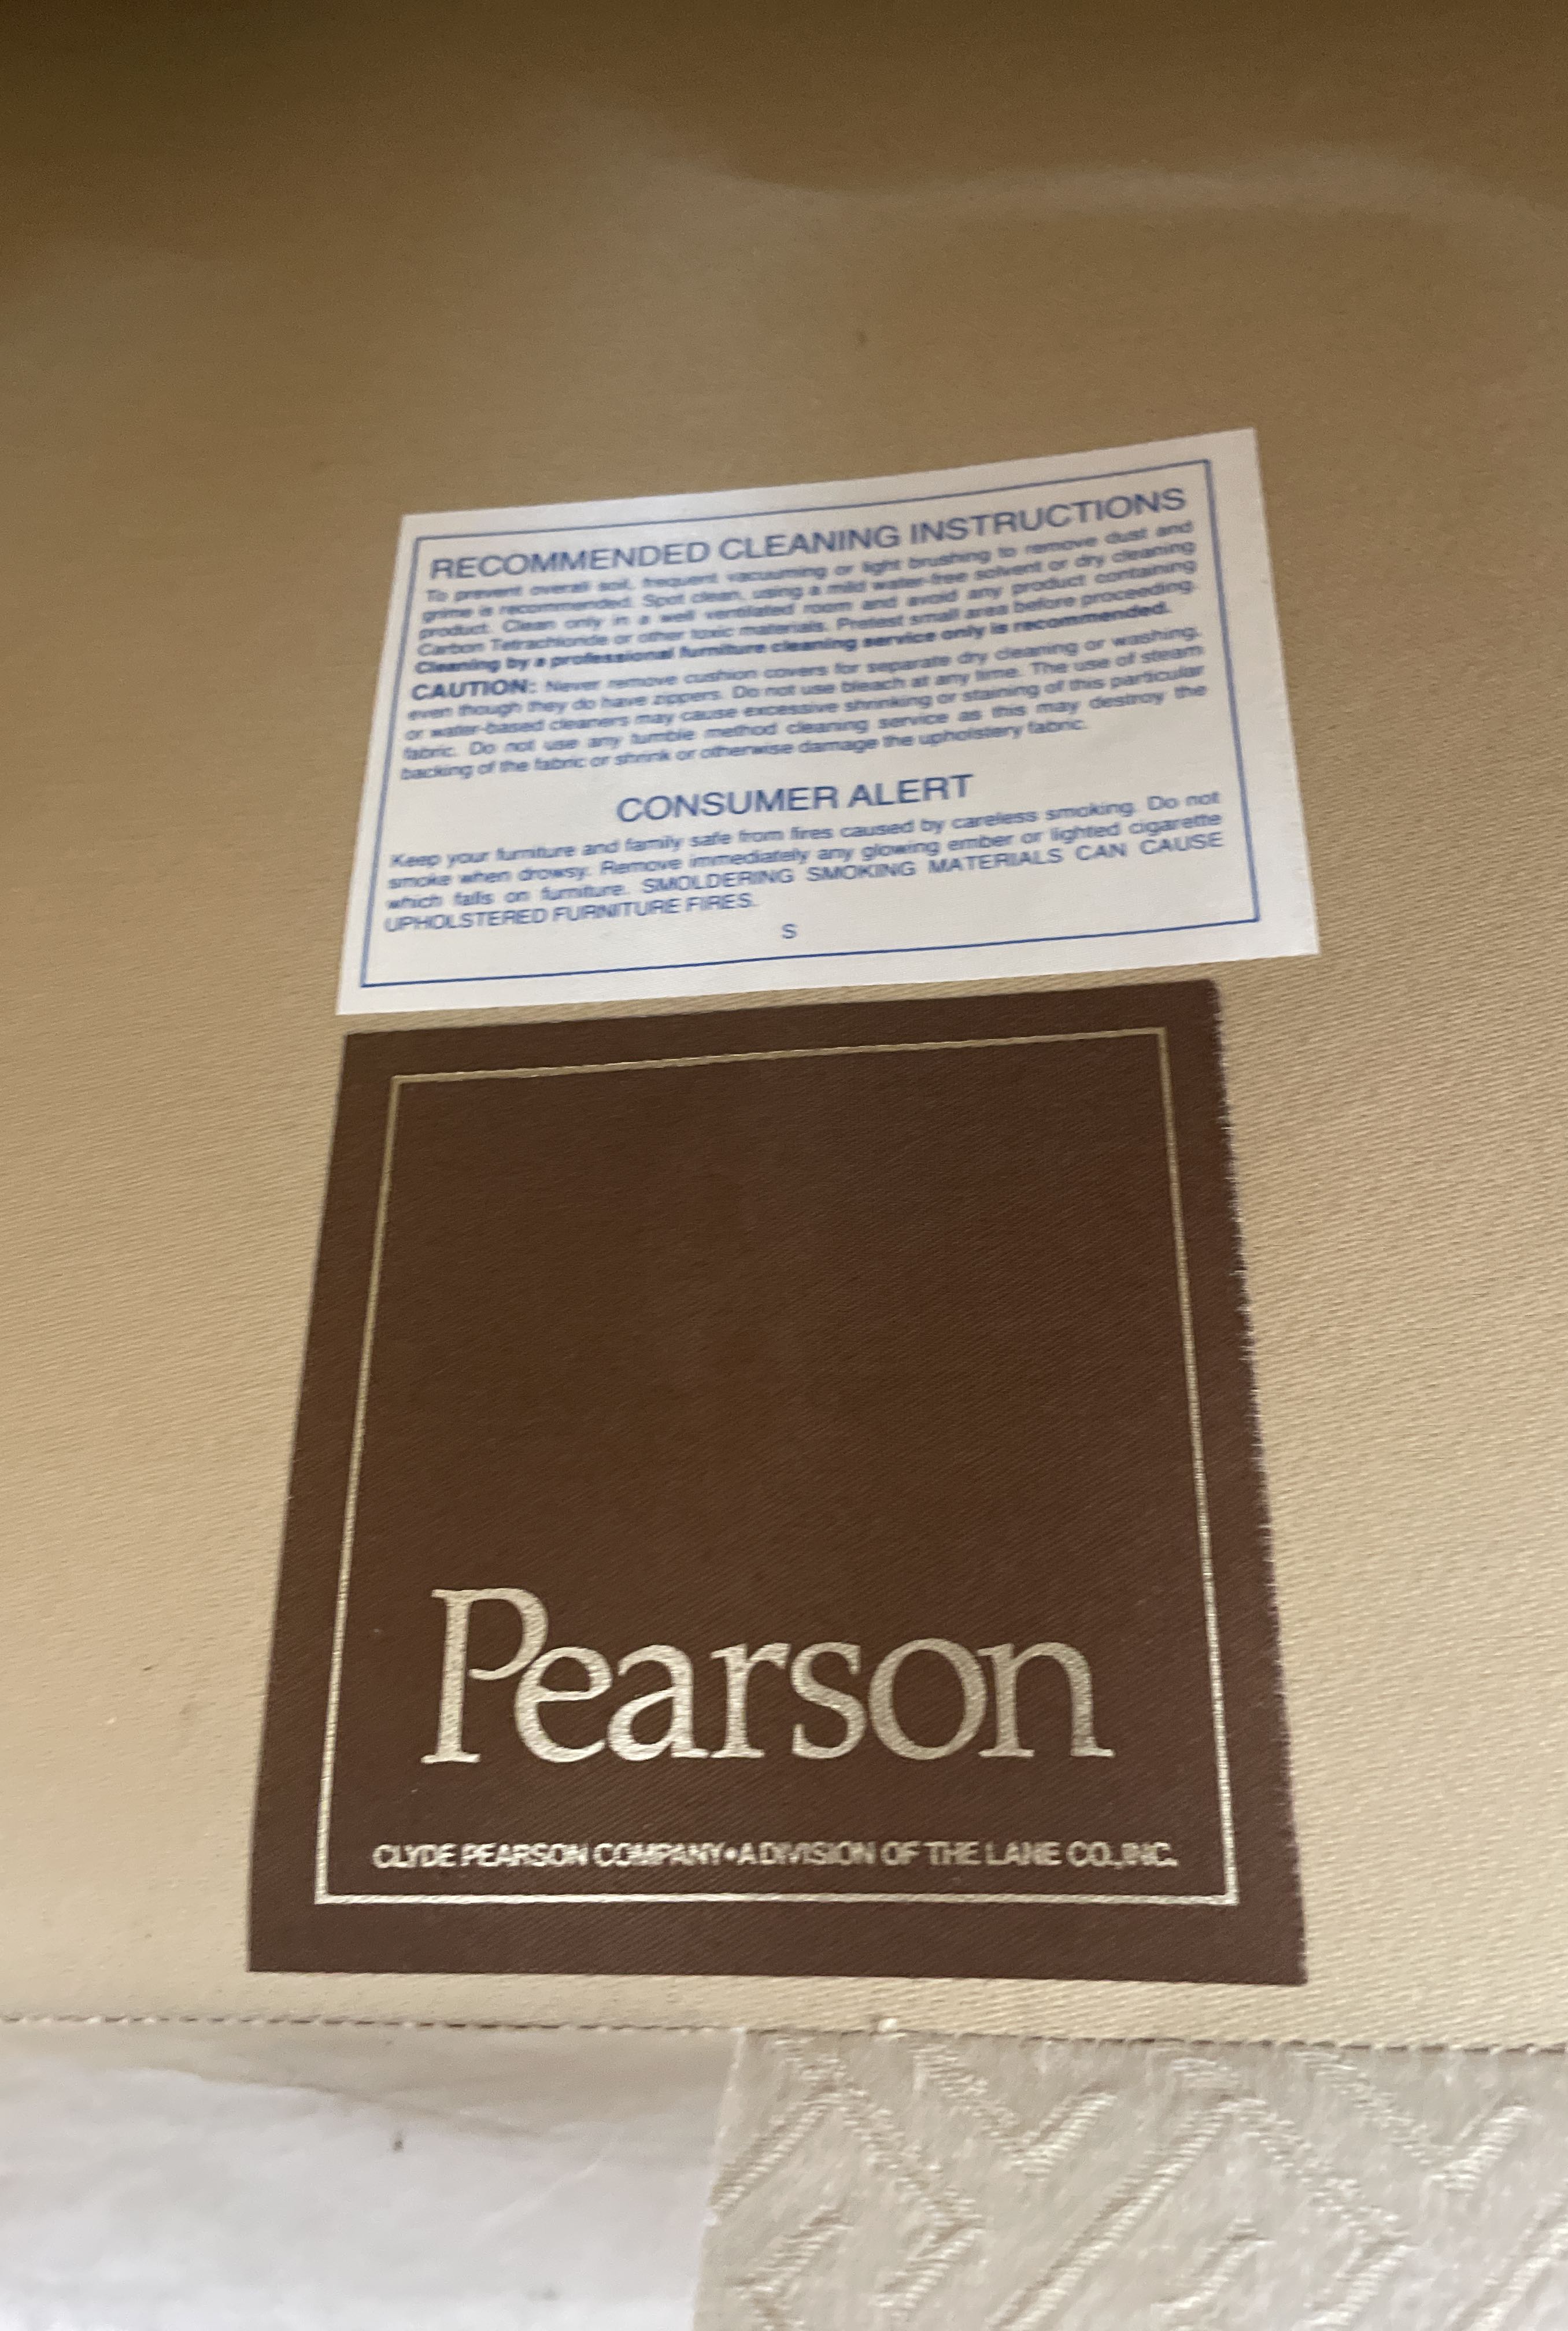 RECOMMENDED CLEANING INSTRUCTIONS
To prevent overall soil, frequent vacuuming or light brushing to remove dust and
grime is recommended. Spot clean, using a mild water-free solvent or dry cleaning
product. Clean only in a well ventilated room and avoid any product containing
Carbon Tetrachloride or other toxic materials. Pretest small area before proceeding.
Cleaning by a professional furniture cleaning service only is recommended.
CAUTION: Never remove cushion covers for separate dry cleaning or washing,
even though they do have zippers. Do not use bleach at any time. The use of steam
or water-based cleaners may cause excessive shrinking or staining of this particular
fabric. Do not use any tumble method cleaning service as this may destroy the
backing of the fabric or shrink or otherwise damage the upholstery fabric.
CONSUMER ALERT
Keep your furniture and family safe from fires caused by careless smoking. Do not
smoke when drowsy. Remove immediately any glowing ember or lighted cigarette
which falls on furniture. SMOLDERING SMOKING MATERIALS CAN CAUSE
UPHOLSTERED FURNITURE FIRES.
S
Pearson
CLYDE PEARSON COMPANY•A DIVISION OF THE LANE CO., INC.